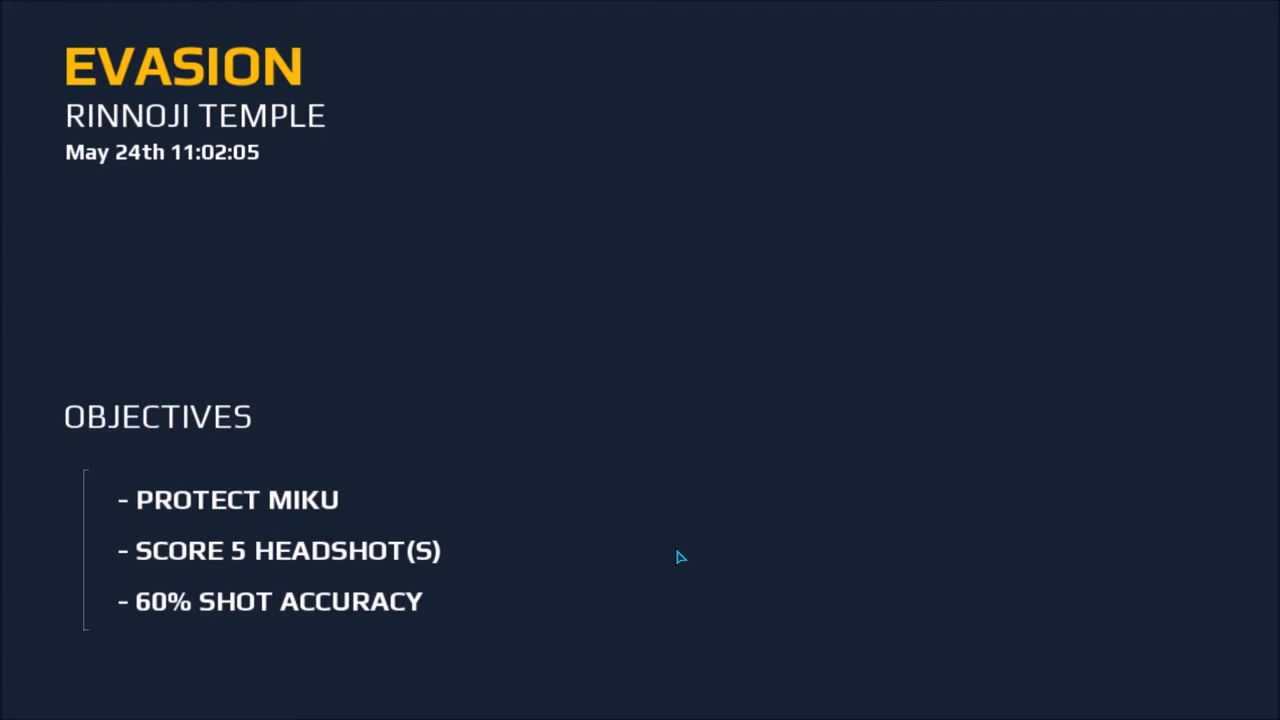 EVASION
RINNOJI TEMPLE
May 24th 11:02:05
OBJECTIVES
- PROTECT MIKU
- SCORE 5 HEADSHOT(S)
- 60% SHOT ACCURACY